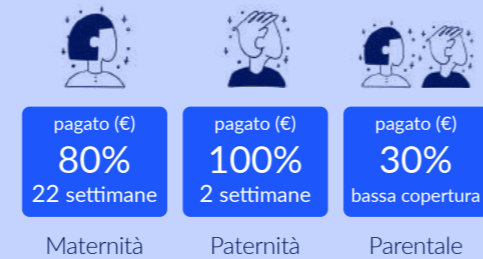 pagato (€)
80%
22 settimane
Maternità
pagato (€)
100%
2 settimane
Paternità
pagato (€)
30%
bassa copertura
Parentale